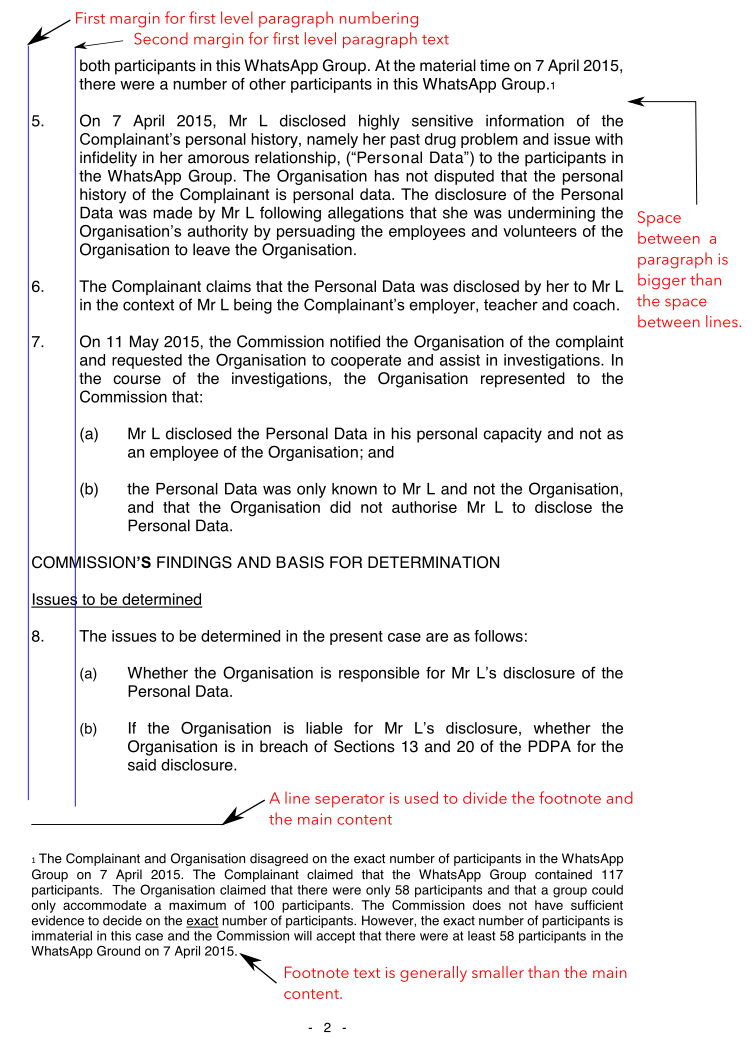 First margin for first level paragraph numbering
Second margin for first level paragraph text
both participants in this WhatsApp Group. At the material time on 7 April 2015,
there were a number of other participants in this WhatsApp Group.1
5. On 7 April 2015, Mr L disclosed highly sensitive information of the
Complainant's personal history, namely her past drug problem and issue with
infidelity in her amorous relationship, (“Personal Data”) to the participants in
the WhatsApp Group. The Organisation has not disputed that the personal
history of the Complainant is personal data. The disclosure of the Personal
Data was made by Mr L following allegations that she was undermining the
Organisation's authority by persuading the employees and volunteers of the
Organisation to leave the Organisation.
Space
between a
paragraph is
bigger than
the space
between lines.
6. The Complainant claims that the Personal Data was disclosed by her to Mr L
in the context of Mr L being the Complainant's employer, teacher and coach.
7. On 11 May 2015, the Commission notified the Organisation of the complaint
and requested the Organisation to cooperate and assist in investigations. In
the course of the investigations, the Organisation represented to the
Commission that:
(a) Mr L disclosed the Personal Data in his personal capacity and not as
an employee of the Organisation; and
(b) the Personal Data was only known to Mr L and not the Organisation,
and that the Organisation did not authorise Mr L to disclose the
Personal Data.
COMMISSION'S FINDINGS AND BASIS FOR DETERMINATION
Issues to be determined
8. The issues to be determined in the present case are as follows:
(a) Whether the Organisation is responsible for Mr L's disclosure of the
Personal Data.
(b) If the Organisation is liable for Mr L's disclosure, whether the
Organisation is in breach of Sections 13 and 20 of the PDPA for the
said disclosure.
A line seperator is used to divide the footnote and
the main content
1 The Complainant and Organisation disagreed on the exact number of participants in the WhatsApp
Group on 7 April 2015. The Complainant claimed that the WhatsApp Group contained 117
participants. The Organisation claimed that there were only 58 participants and that a group could
only accommodate a maximum of 100 participants. The Commission does not have sufficient
evidence to decide on the exact number of participants. However, the exact number of participants is
immaterial in this case and the Commission will accept that there were at least 58 participants in the
WhatsApp Ground on 7 April 2015.
Footnote text is generally smaller than the main
content.
- 2 -